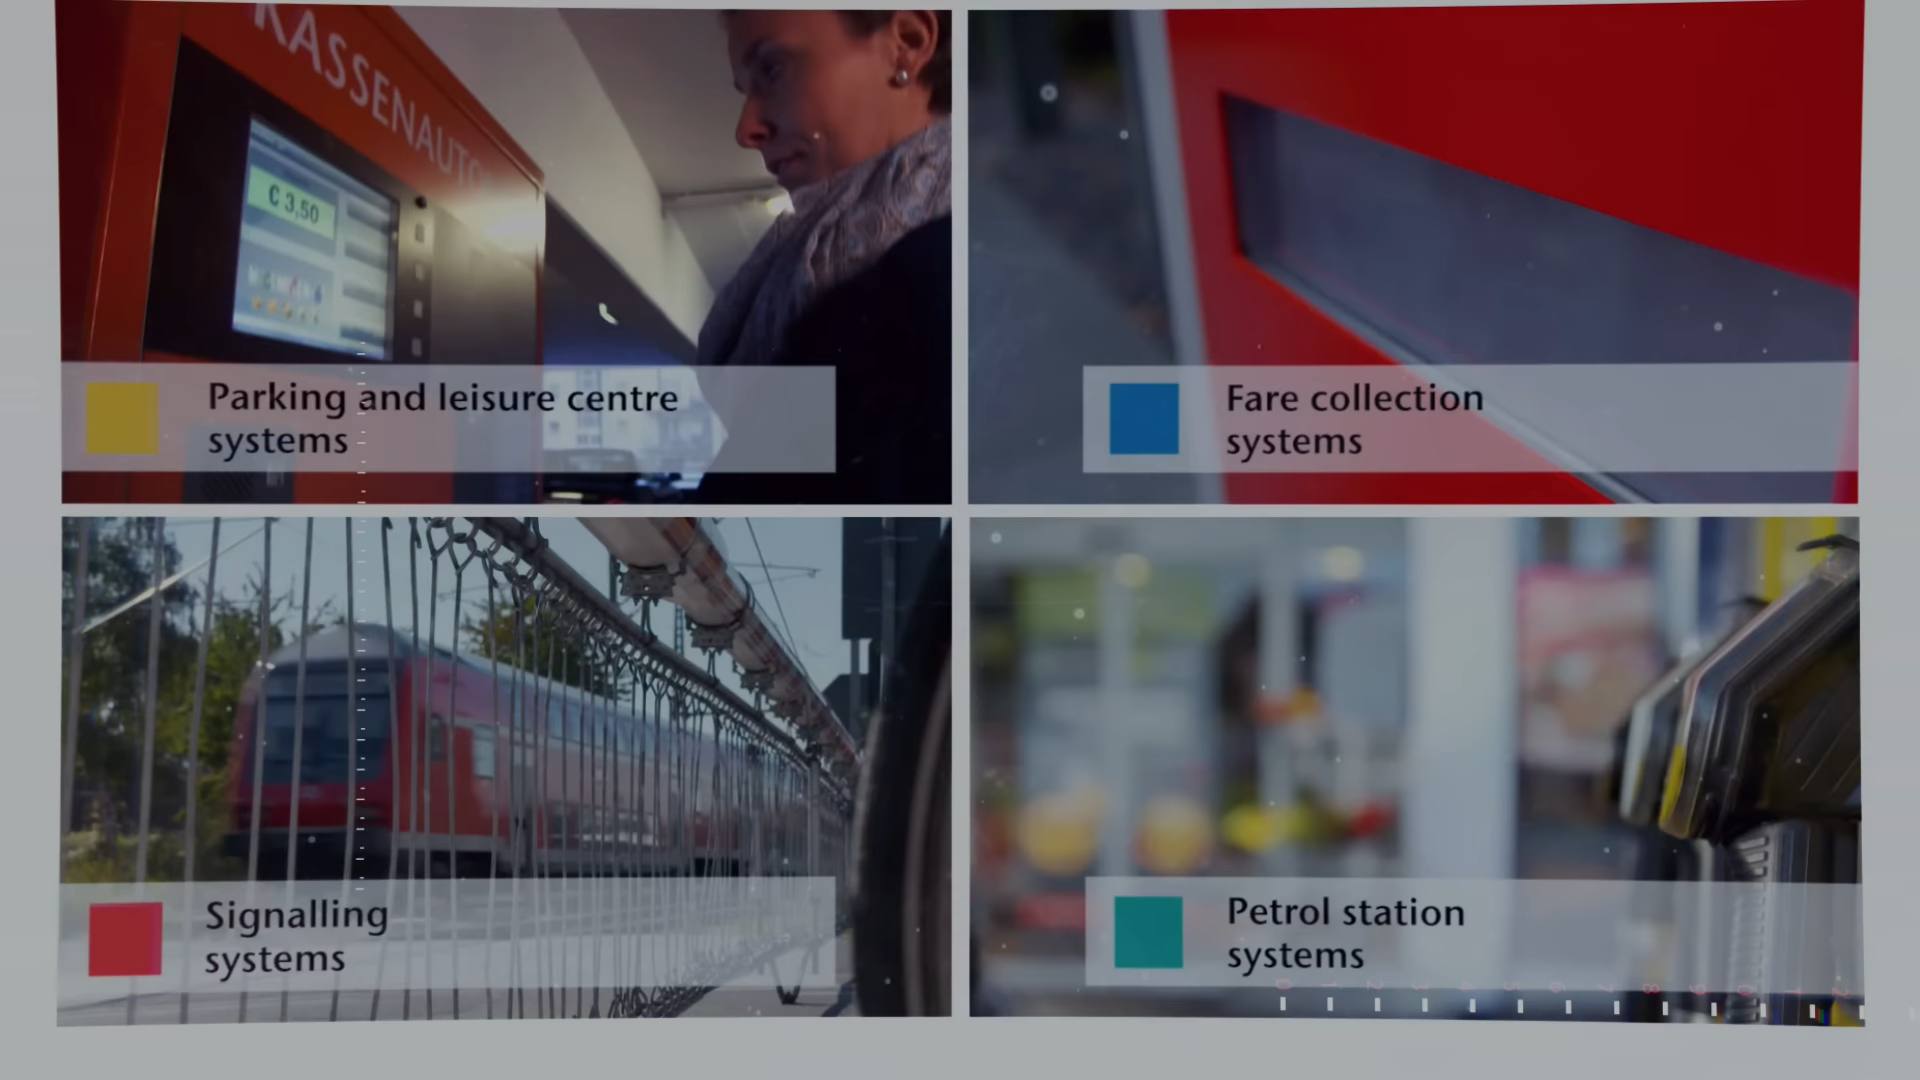 KASSENAUTO
€ 3,50
Parking and leisure centre
systems
Fare collection
systems
Signalling
systems
Petrol station
systems